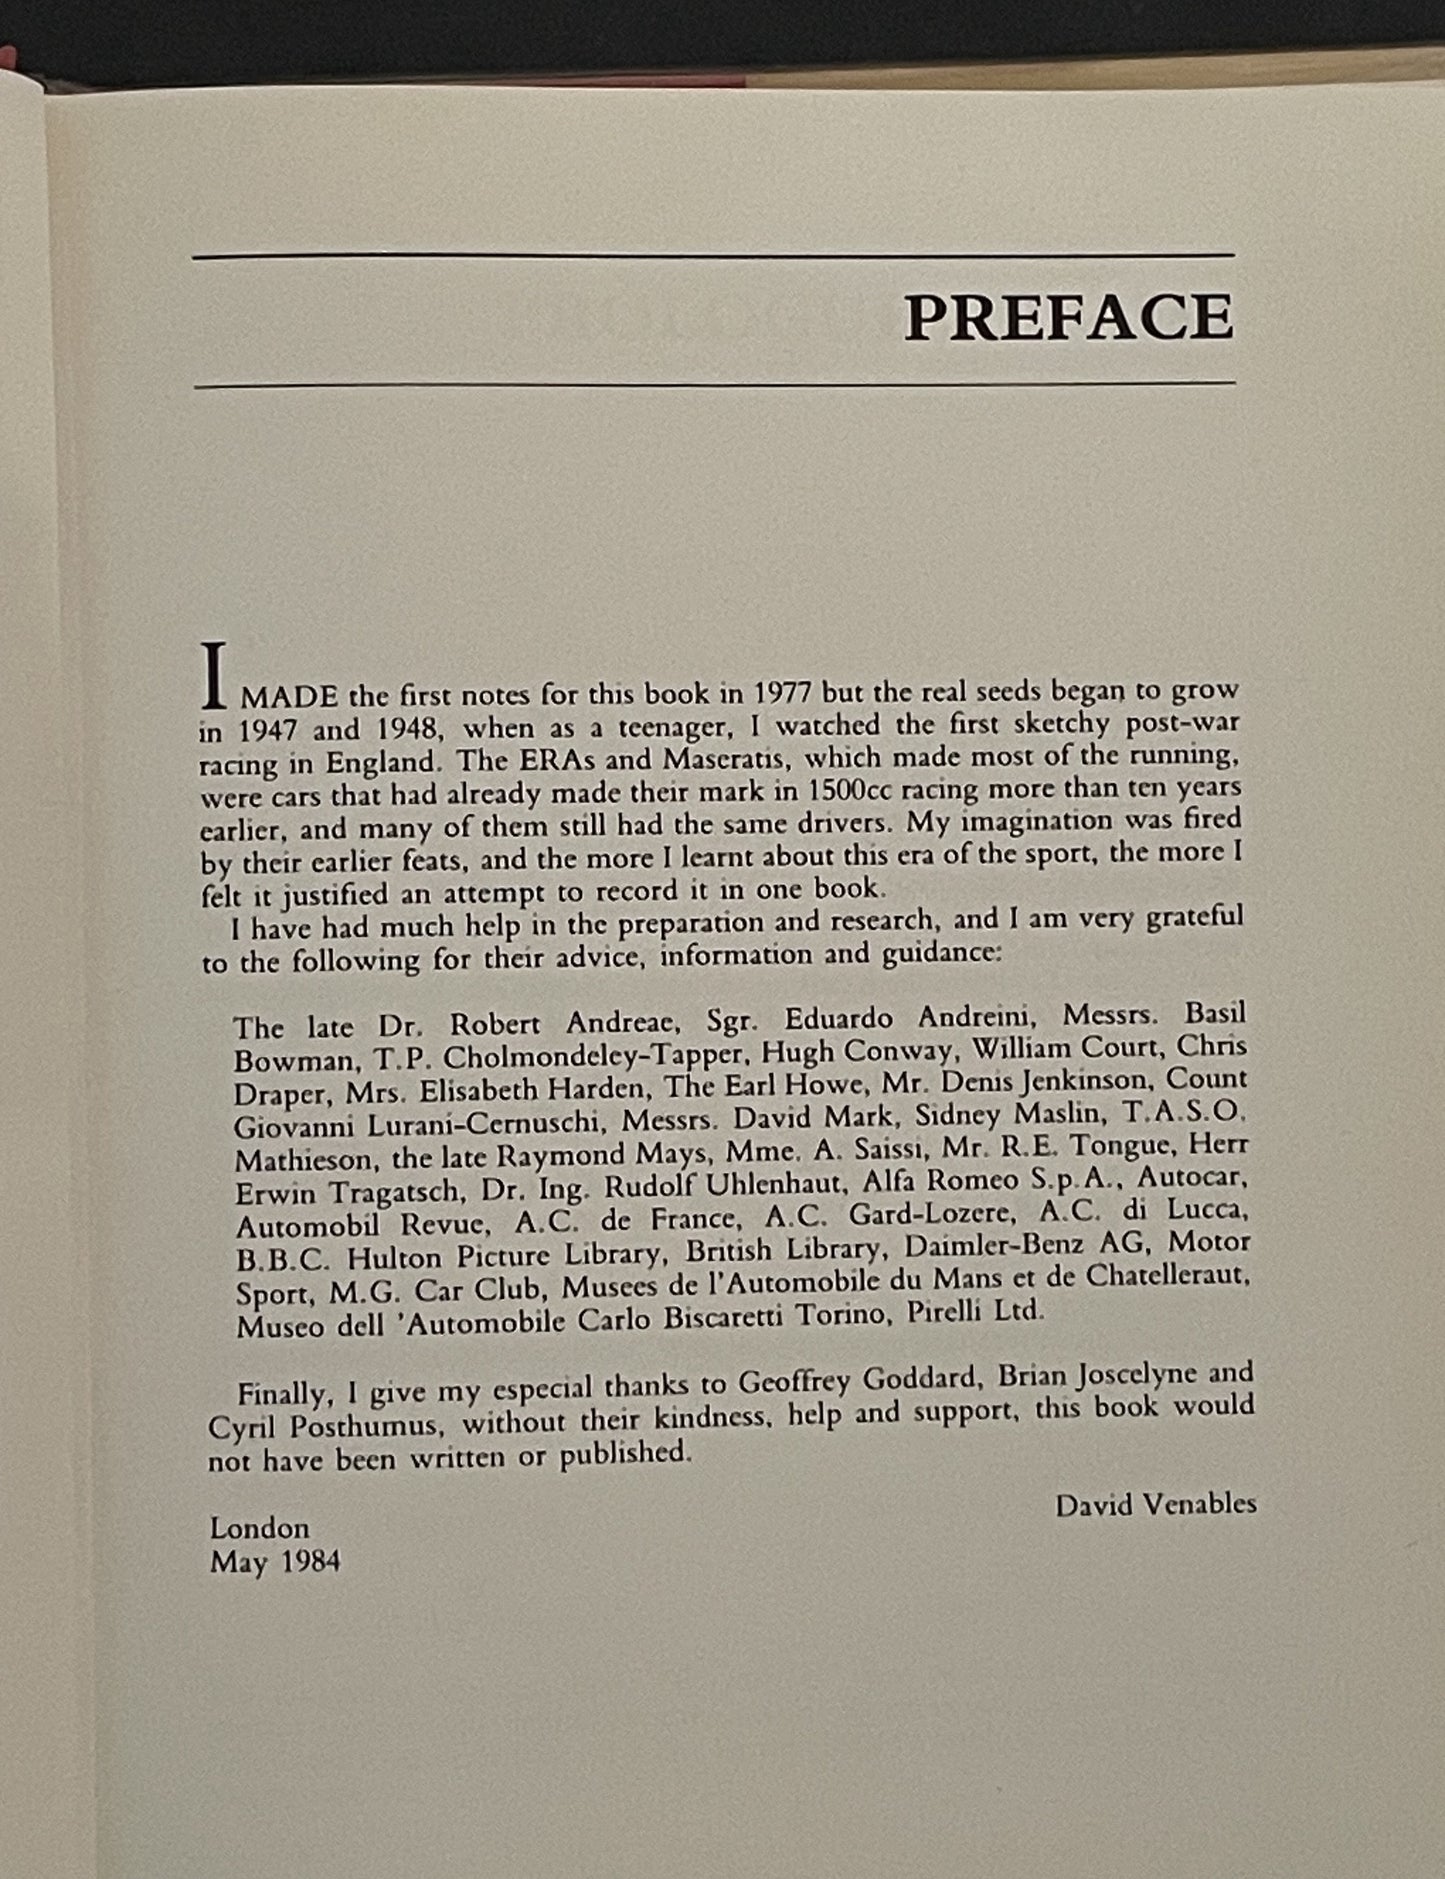 PREFACE
I MADE the first notes for this book in 1977 but the real seeds began to grow
in 1947 and 1948, when as a teenager, I watched the first sketchy post-war
racing in England. The ERAs and Maseratis, which made most of the running,
were cars that had already made their mark in 1500cc racing more than ten years
earlier, and many of them still had the same drivers. My imagination was fired
by their earlier feats, and the more I learnt about this era of the sport, the more I
felt it justified an attempt to record it in one book.
I have had much help in the preparation and research, and I am very grateful
to the following for their advice, information and guidance:
The late Dr. Robert Andreae, Sgr. Eduardo Andreini, Messrs. Basil
Bowman, T.P. Cholmondeley-Tapper, Hugh Conway, William Court, Chris
Draper, Mrs. Elisabeth Harden, The Earl Howe, Mr. Denis Jenkinson, Count
Giovanni Lurani-Cernuschi, Messrs. David Mark, Sidney Maslin, T.A.S.O.
Mathieson, the late Raymond Mays, Mme. A. Saissi, Mr. R.E. Tongue, Herr
Erwin Tragatsch, Dr. Ing. Rudolf Uhlenhaut, Alfa Romeo S.p.A., Autocar,
Automobil Revue, A.C. de France, A.C. Gard-Lozere, A.C. di Lucca,
B.B.C. Hulton Picture Library, British Library, Daimler-Benz AG, Motor
Sport, M.G. Car Club, Musees de l'Automobile du Mans et de Chatelleraut,
Museo dell 'Automobile Carlo Biscaretti Torino, Pirelli Ltd.
Finally, I give my especial thanks to Geoffrey Goddard, Brian Joscelyne and
Cyril Posthumus, without their kindness, help and support, this book would
not have been written or published.
David Venables
London
May 1984